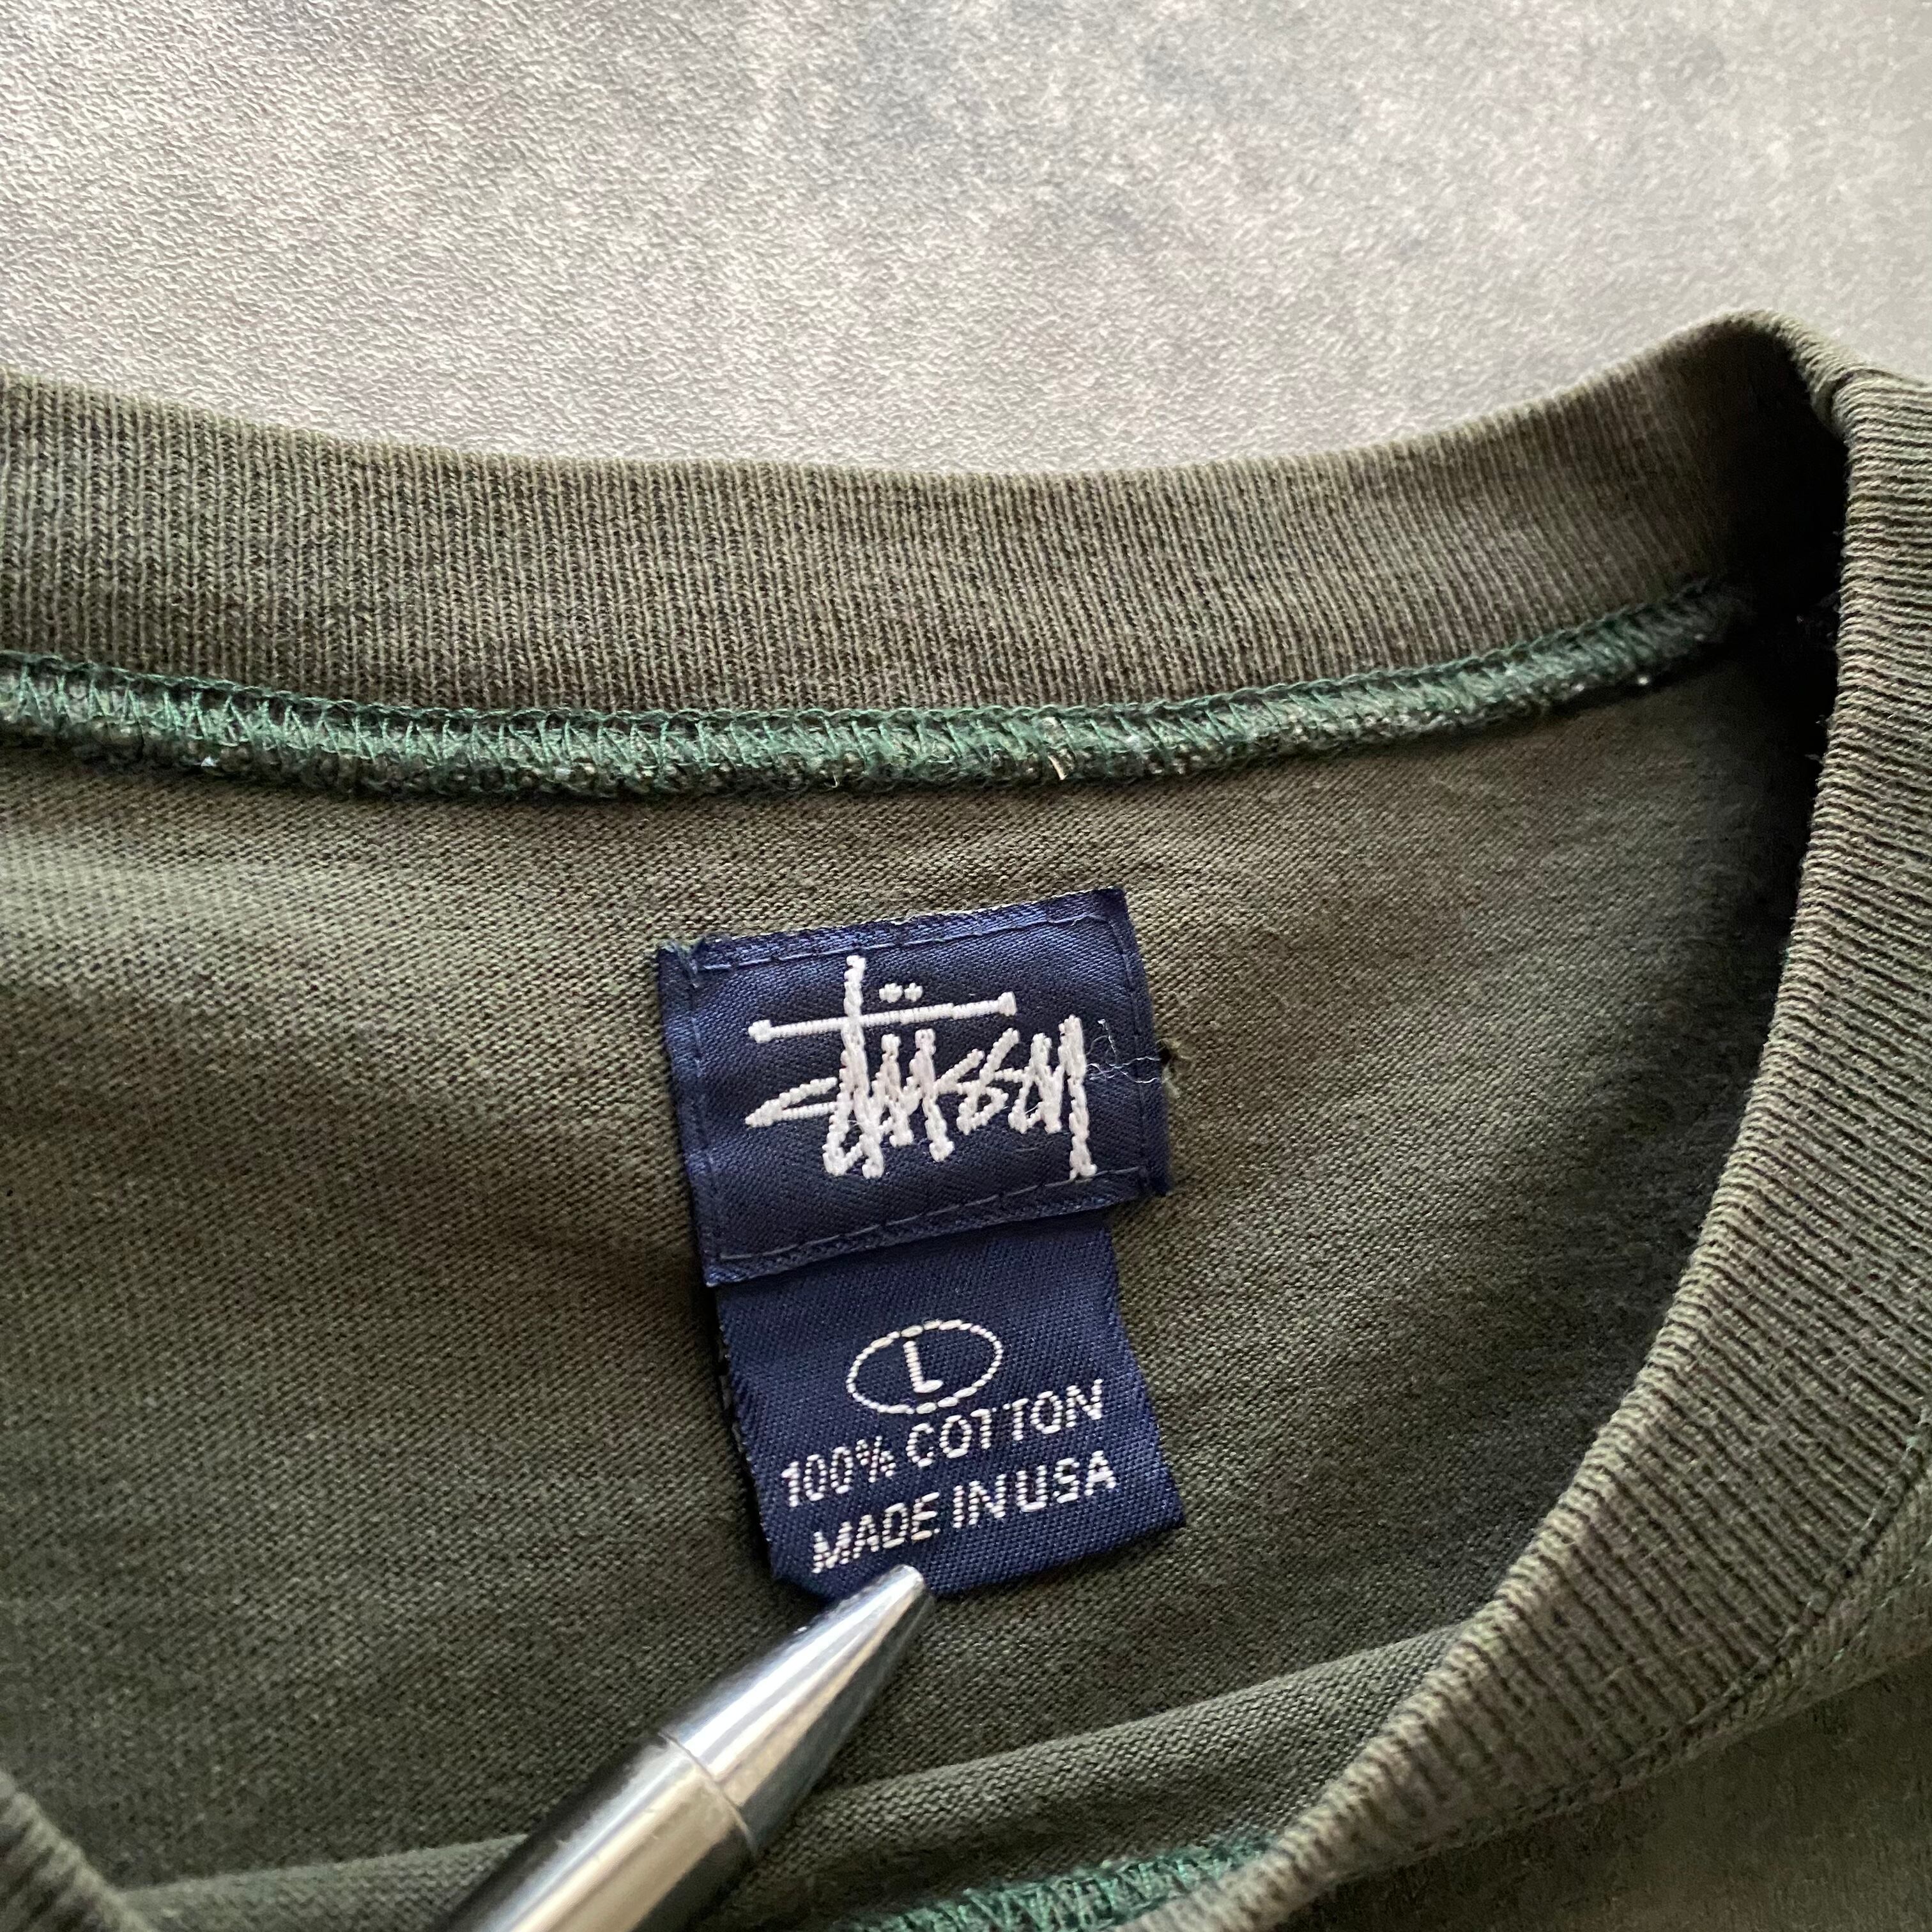 Stüssy
L
100% COTTON
MADE IN USA